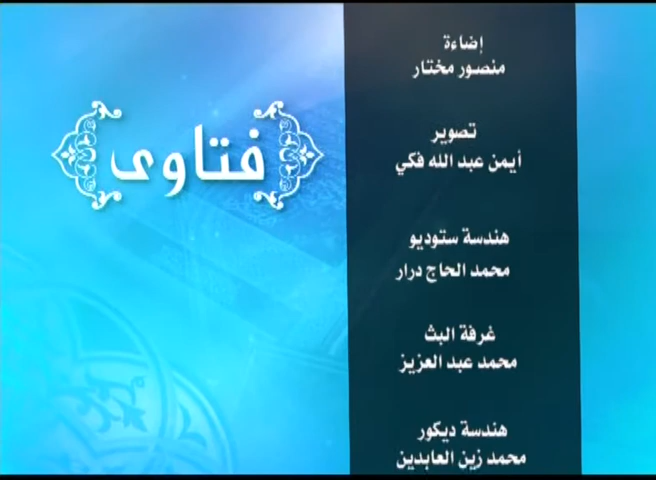 فتاوى
إضاءة
منصور مختار
تصوير
أيمن عبد الله فكي
هندسة ستوديو
محمد الحاج درار
غرفة البث
محمد عبد العزيز
هندسة ديكور
محمد زين العابدين